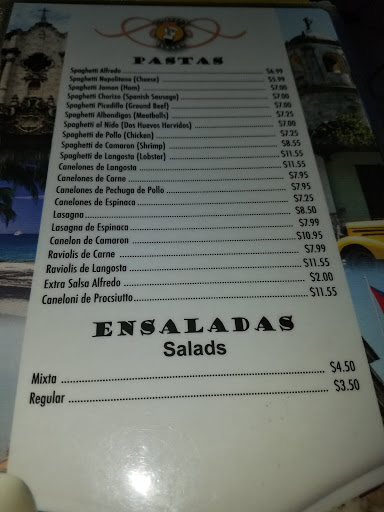 PASTAS
Spaghetti Alfredo $6.99
Spaghetti Napolitano (Cheese) $5.99
Spaghetti Jamon (Ham) $7.00
Spaghetti Chorizo (Spanish Sausage) $7.00
Spaghetti Picadillo (Ground Beef) $7.00
Spaghetti Albondigas (Meatballs) $7.25
Spaghetti al Nido (Dos Huevos Hervidos) $7.00
Spaghetti de Pollo (Chicken) $7.25
Spaghetti de Camaron (Shrimp) $8.55
Spaghetti de Langosta (Lobster) $11.55
Canelones de Langosta $11.55
Canelones de Carne $7.95
Canelones de Pechuga de Pollo $7.95
Canelones de Espinaca $7.25
Lasagna $8.50
Lasagna de Espinaca $7.99
Canelon de Camaron $10.95
Raviolis de Carne $7.99
Raviolis de Langosta $11.55
Extra Salsa Alfredo $2.00
Caneloni de Procsiutto $11.55
ENSALADAS
Salads
Mixta $4.50
Regular $3.50